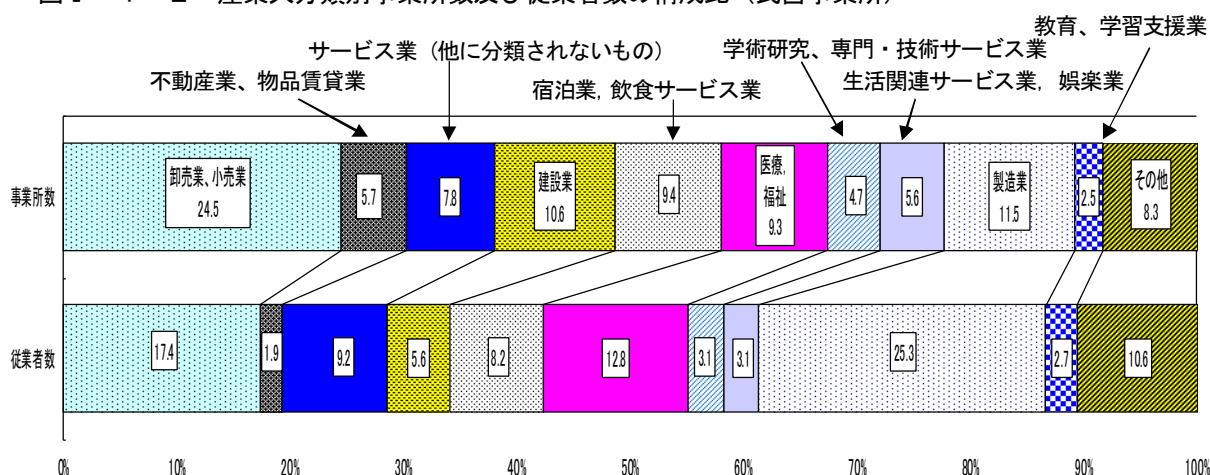 産業大分類別事業所数及び従業者数の構成比（民営事業所）
教育、学習支援業
サービス業（他に分類されないもの）
学術研究、専門・技術サービス業
不動産業、物品賃貸業
宿泊業，飲食サービス業
生活関連サービス業，娯楽業
事業所数
卸売業、小売業
24.5
5.7
7.8
建設業
10.6
9.4
医療，
福祉
9.3
4.7
5.6
製造業
11.5
2.5
その他
8.3
従業者数
17.4
1.9
9.2
5.6
8.2
12.8
3.1
3.1
25.3
2.7
10.6
0% 10% 20% 30% 40% 50% 60% 70% 80% 90% 100%